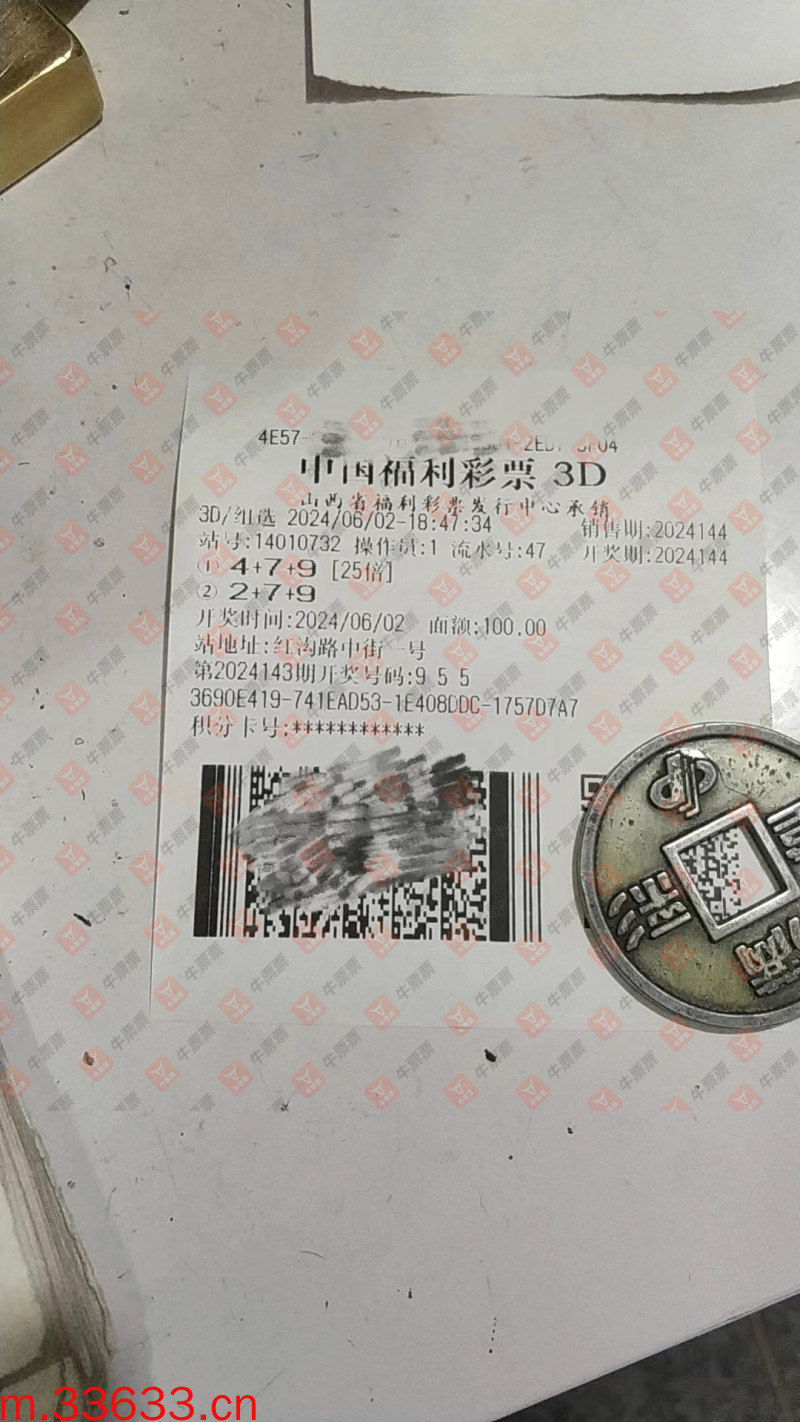 4E57-
中国福利彩票 3D
山西省福利彩票发行中心承销
3D/组选 2024/06/02-18:47:34 销售期:2024144
站号:14010732 操作员:1 流水号:47 开奖期:2024144
① 4+7+9 [25倍]
② 2+7+9
开奖时间:2024/06/02 面额:100.00
站地址:红沟路中街一号
第2024143期开奖号码:9 5 5
3690E419-741EAD53-1E408DDC-1757D7A7
积分卡号:************
牛票票
m.33633.cn